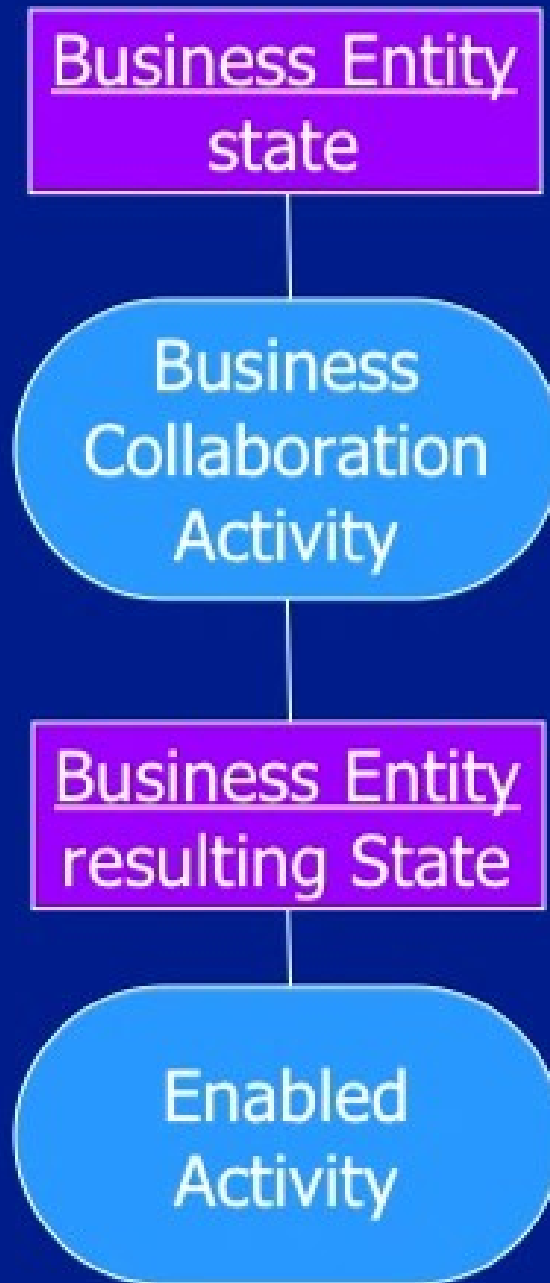 Business Entity
state
Business
Collaboration
Activity
Business Entity
resulting State
Enabled
Activity